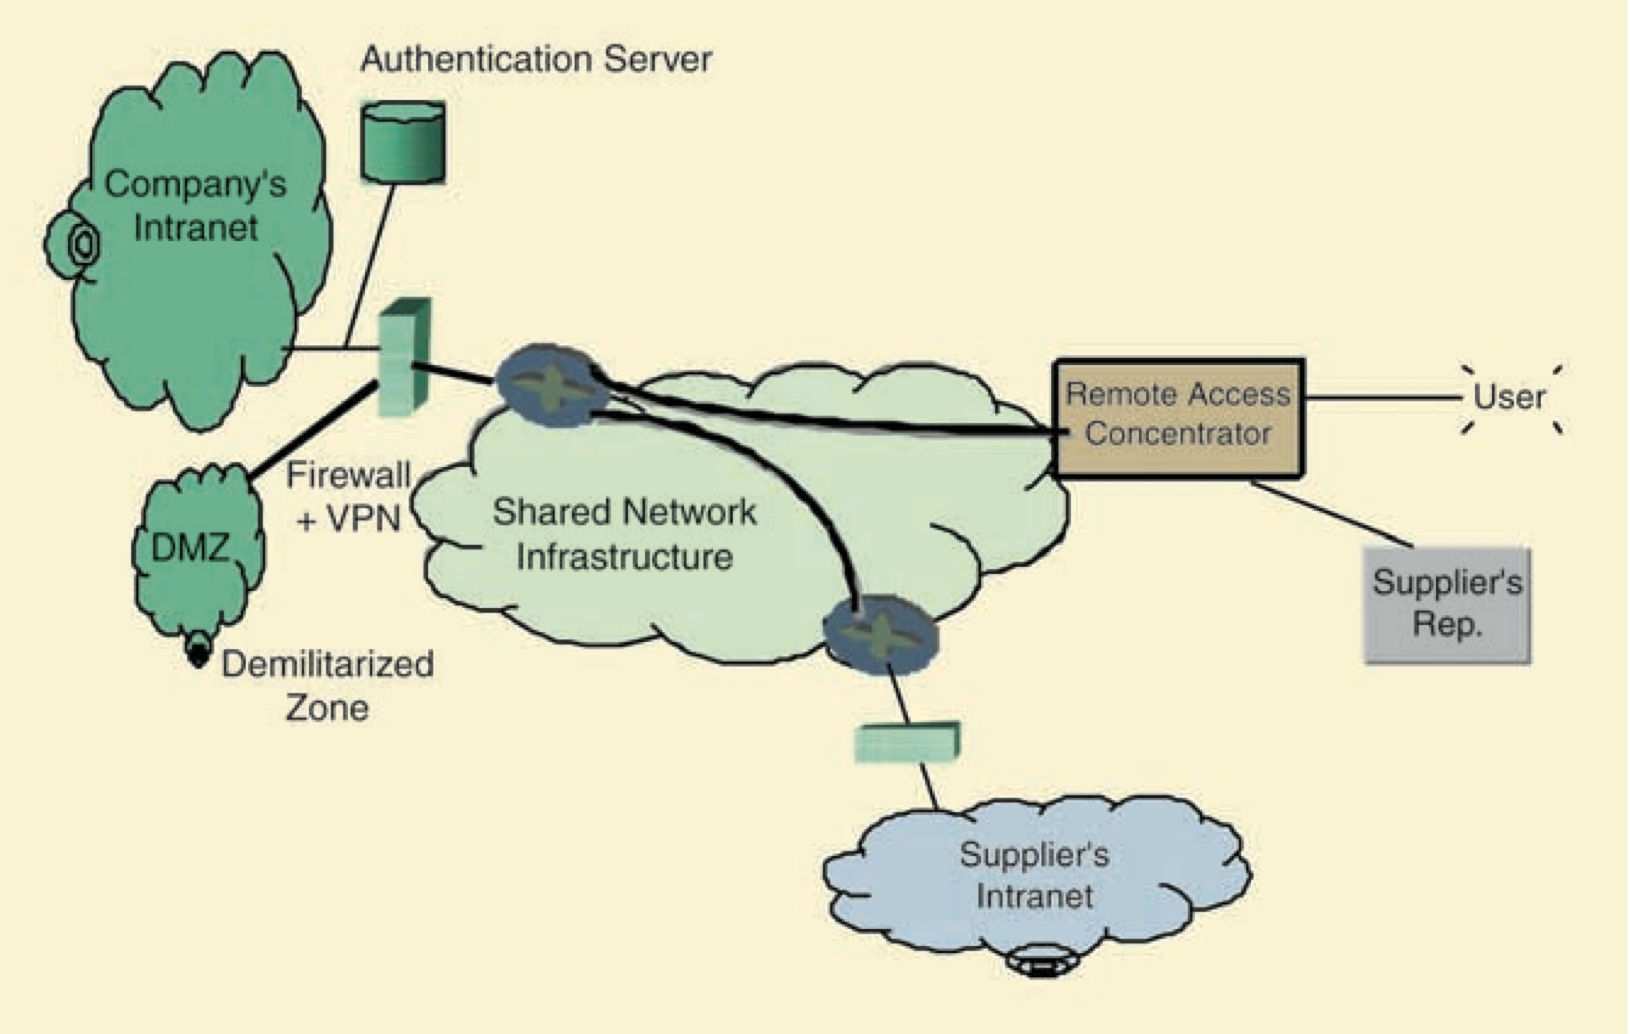 Authentication Server
Company's
Intranet
Remote Access
Concentrator
User
Firewall
+ VPN
Shared Network
Infrastructure
DMZ
Supplier's
Rep.
Demilitarized
Zone
Supplier's
Intranet